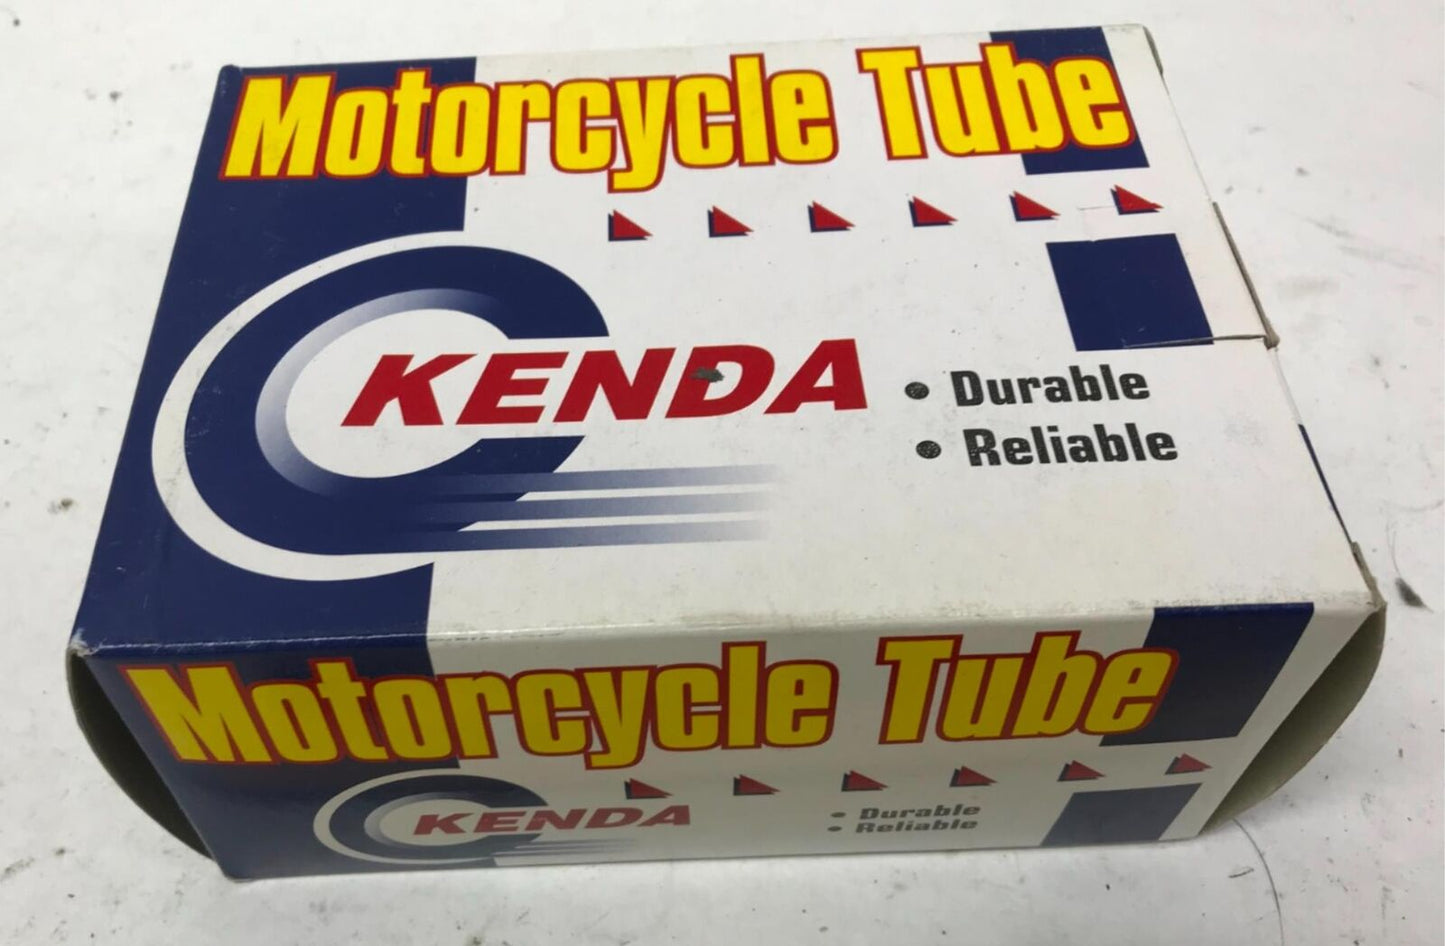 Motorcycle Tube
KENDA
• Durable
• Reliable
Motorcycle Tube
KENDA
• Durable
• Reliable